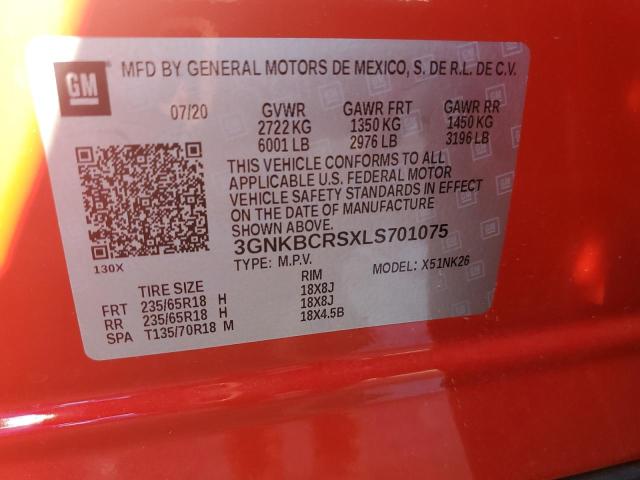 GM
MFD BY GENERAL MOTORS DE MEXICO, S. DE R.L. DE C.V.
07/20 GVWR GAWR FRT GAWR RR
2722 KG 1350 KG 1450 KG
6001 LB 2976 LB 3196 LB
THIS VEHICLE CONFORMS TO ALL
APPLICABLE U.S. FEDERAL MOTOR
VEHICLE SAFETY STANDARDS IN EFFECT
ON THE DATE OF MANUFACTURE
SHOWN ABOVE.
3GNKBCRSXLS701075
130X TYPE: M.P.V. MODEL: X51NK26
TIRE SIZE RIM
FRT 235/65R18 H 18X8J
RR 235/65R18 H 18X8J
SPA T135/70R18 M 18X4.5B